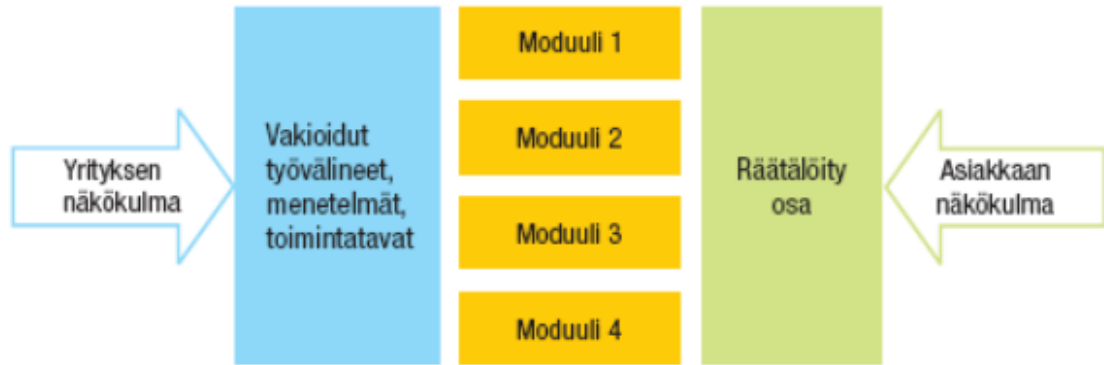 Yrityksen
näkökulma
Vakioidut
työvälineet,
menetelmät,
toimintatavat
Moduuli 1
Moduuli 2
Moduuli 3
Moduuli 4
Räätälöity
osa
Asiakkaan
näkökulma